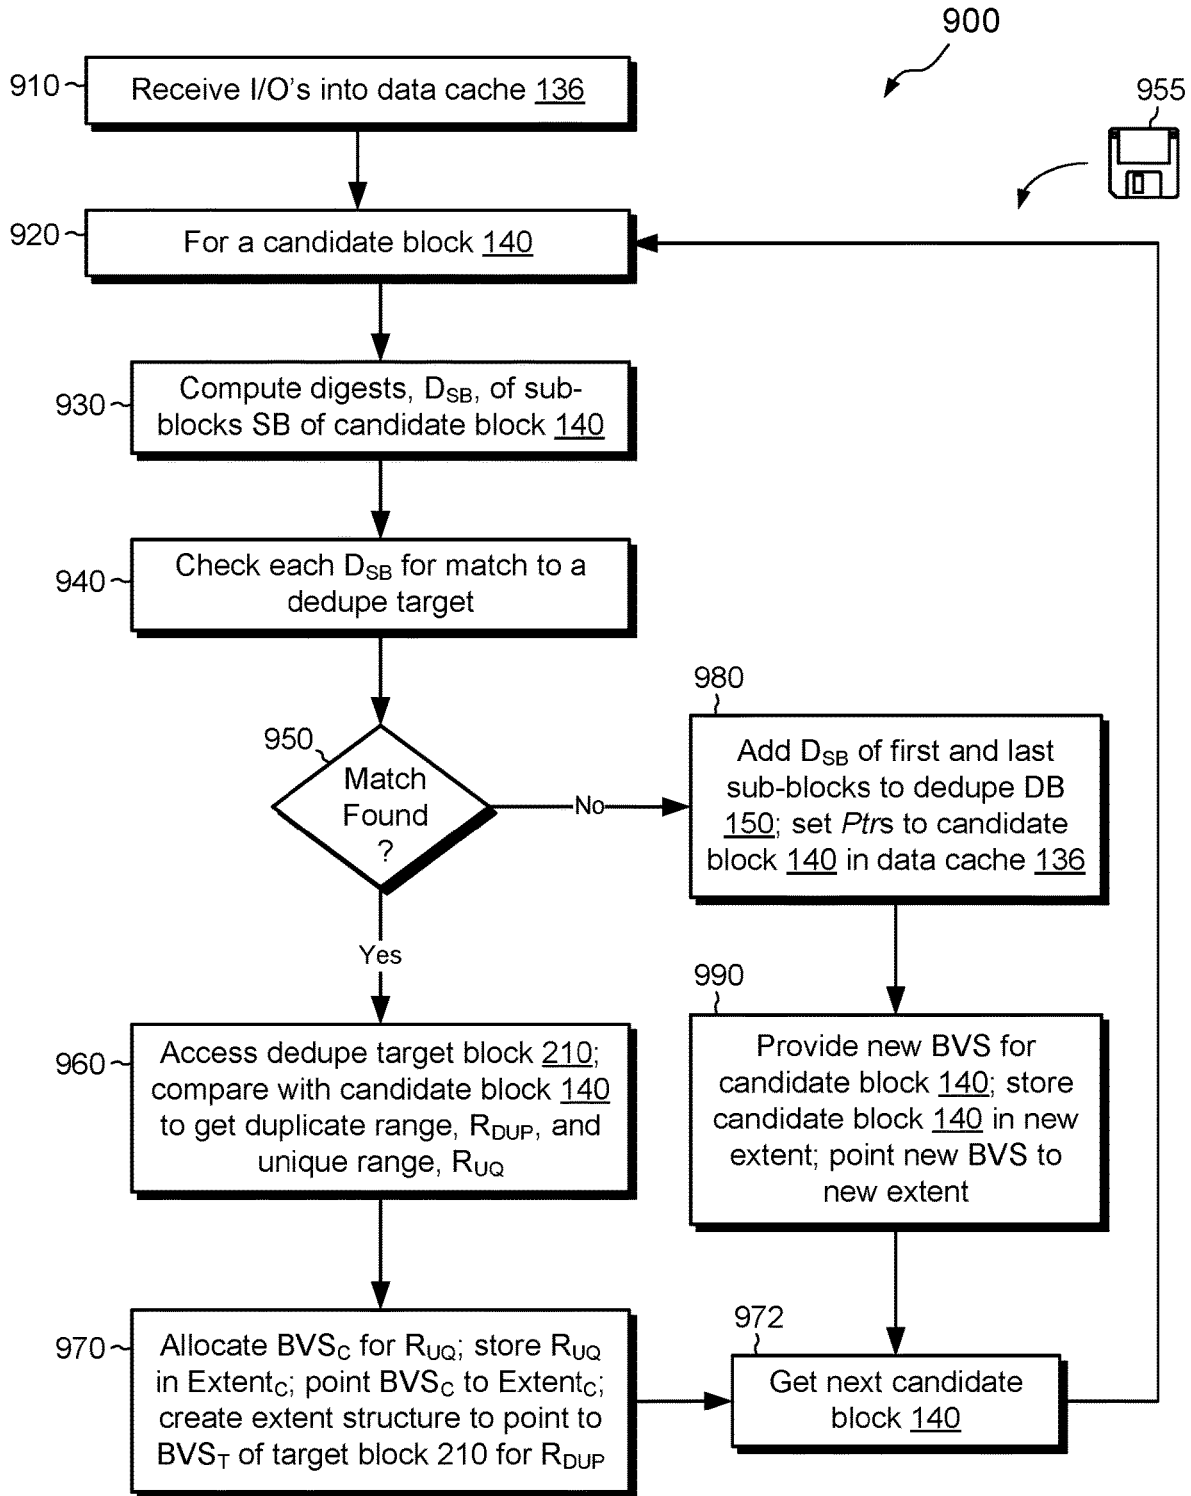 900
910
Receive I/O's into data cache 136
955
920
For a candidate block 140
930
Compute digests, DSB, of sub-
blocks SB of candidate block 140
940
Check each DSB for match to a
dedupe target
950
Match
Found
?
No
Yes
980
Add DSB of first and last
sub-blocks to dedupe DB
150; set Ptrs to candidate
block 140 in data cache 136
990
Provide new BVS for
candidate block 140; store
candidate block 140 in new
extent; point new BVS to
new extent
960
Access dedupe target block 210;
compare with candidate block 140
to get duplicate range, RDUP, and
unique range, RUQ
970
Allocate BVSC for RUQ; store RUQ
in ExtentC; point BVSC to ExtentC;
create extent structure to point to
BVST of target block 210 for RDUP
972
Get next candidate
block 140